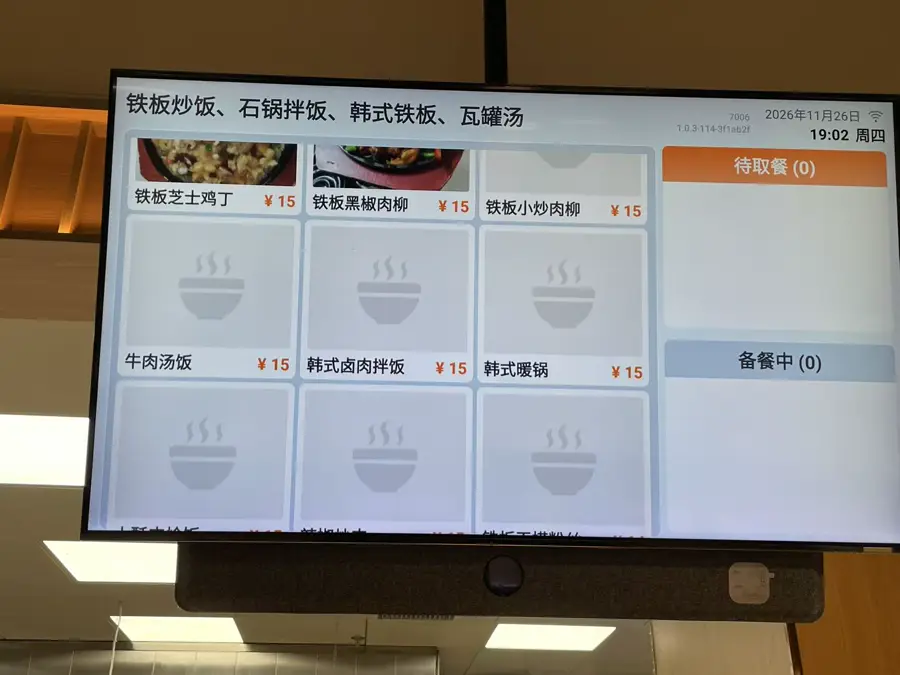 铁板炒饭、石锅拌饭、韩式铁板、瓦罐汤
7006
1.0.3-114-3f1ab2f
2026年11月26日
19:02 周四
铁板芝士鸡丁 ¥ 15
铁板黑椒肉柳 ¥ 15
铁板小炒肉柳 ¥ 15
待取餐 (0)
牛肉汤饭 ¥ 15
韩式卤肉拌饭 ¥ 15
韩式暖锅 ¥ 15
备餐中 (0)